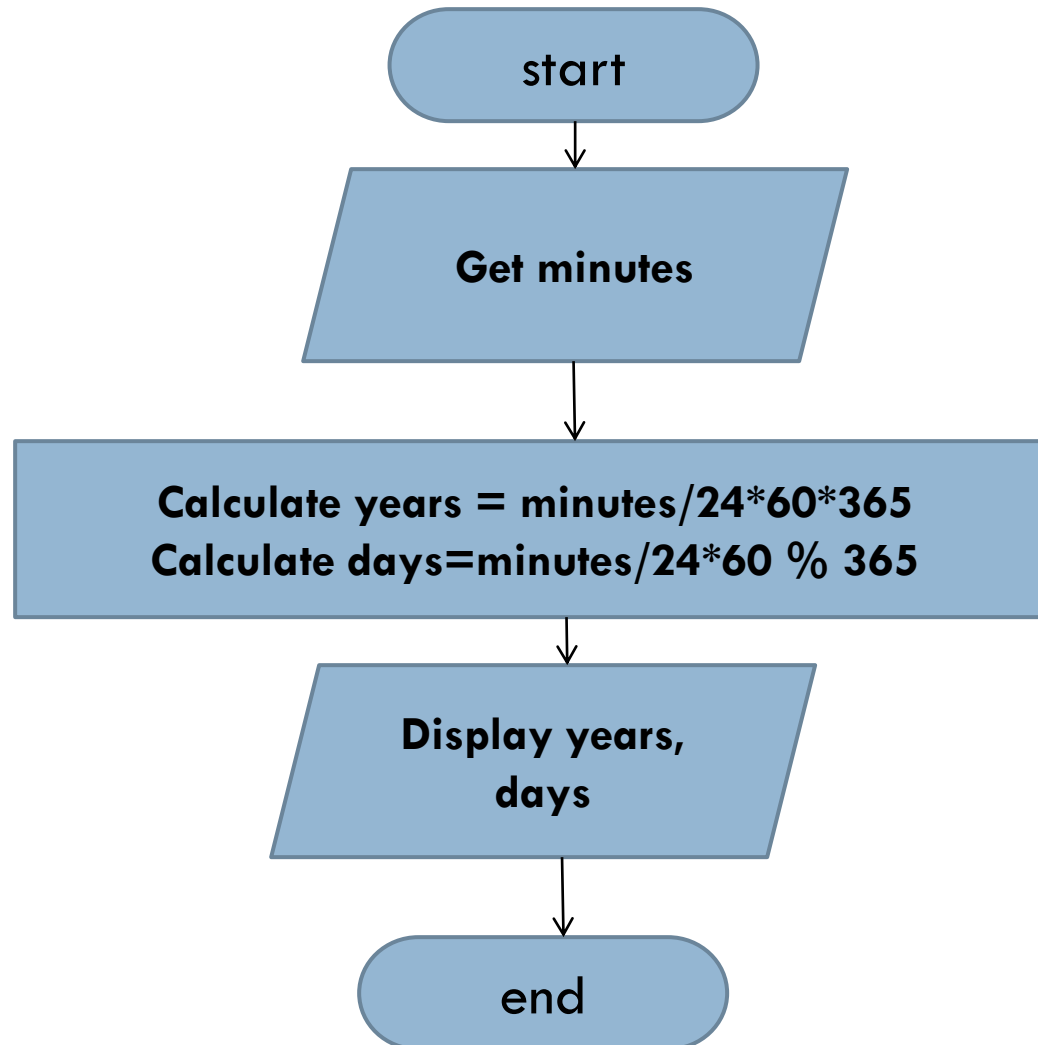 start
Get minutes
Calculate years = minutes/24*60*365
Calculate days=minutes/24*60 % 365
Display years,
days
end